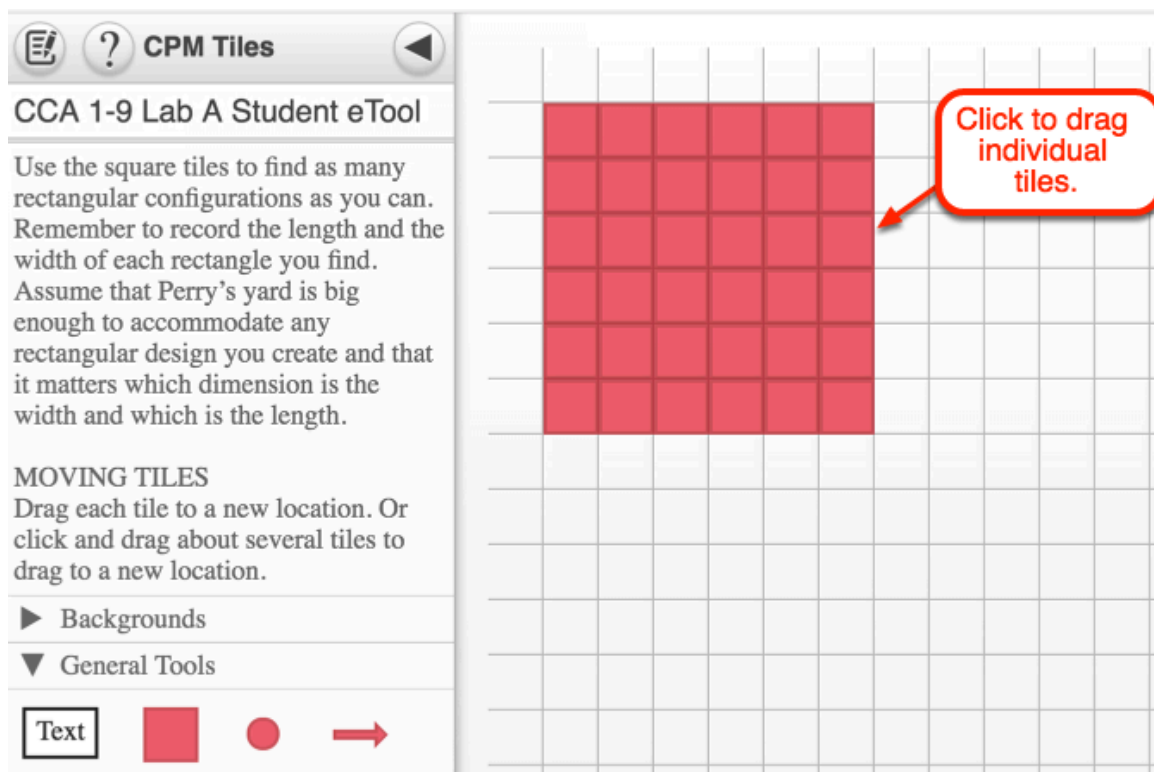 CPM Tiles
CCA 1-9 Lab A Student eTool
Use the square tiles to find as many
rectangular configurations as you can.
Remember to record the length and the
width of each rectangle you find.
Assume that Perry’s yard is big
enough to accommodate any
rectangular design you create and that
it matters which dimension is the
width and which is the length.
MOVING TILES
Drag each tile to a new location. Or
click and drag about several tiles to
drag to a new location.
Backgrounds
General Tools
Text
Click to drag
individual
tiles.